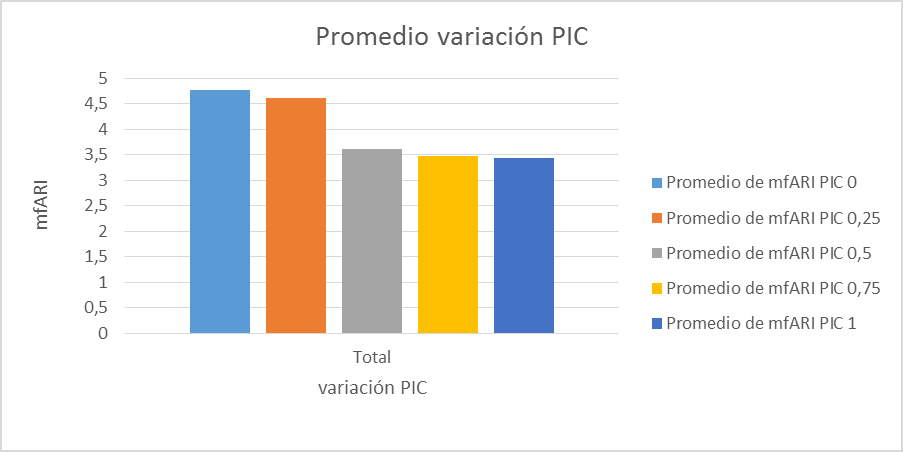 Promedio variación PIC
5
4,5
4
3,5
3
2,5
2
1,5
1
0,5
0
mfARI
Total
variación PIC
Promedio de mfARI PIC 0
Promedio de mfARI PIC 0,25
Promedio de mfARI PIC 0,5
Promedio de mfARI PIC 0,75
Promedio de mfARI PIC 1